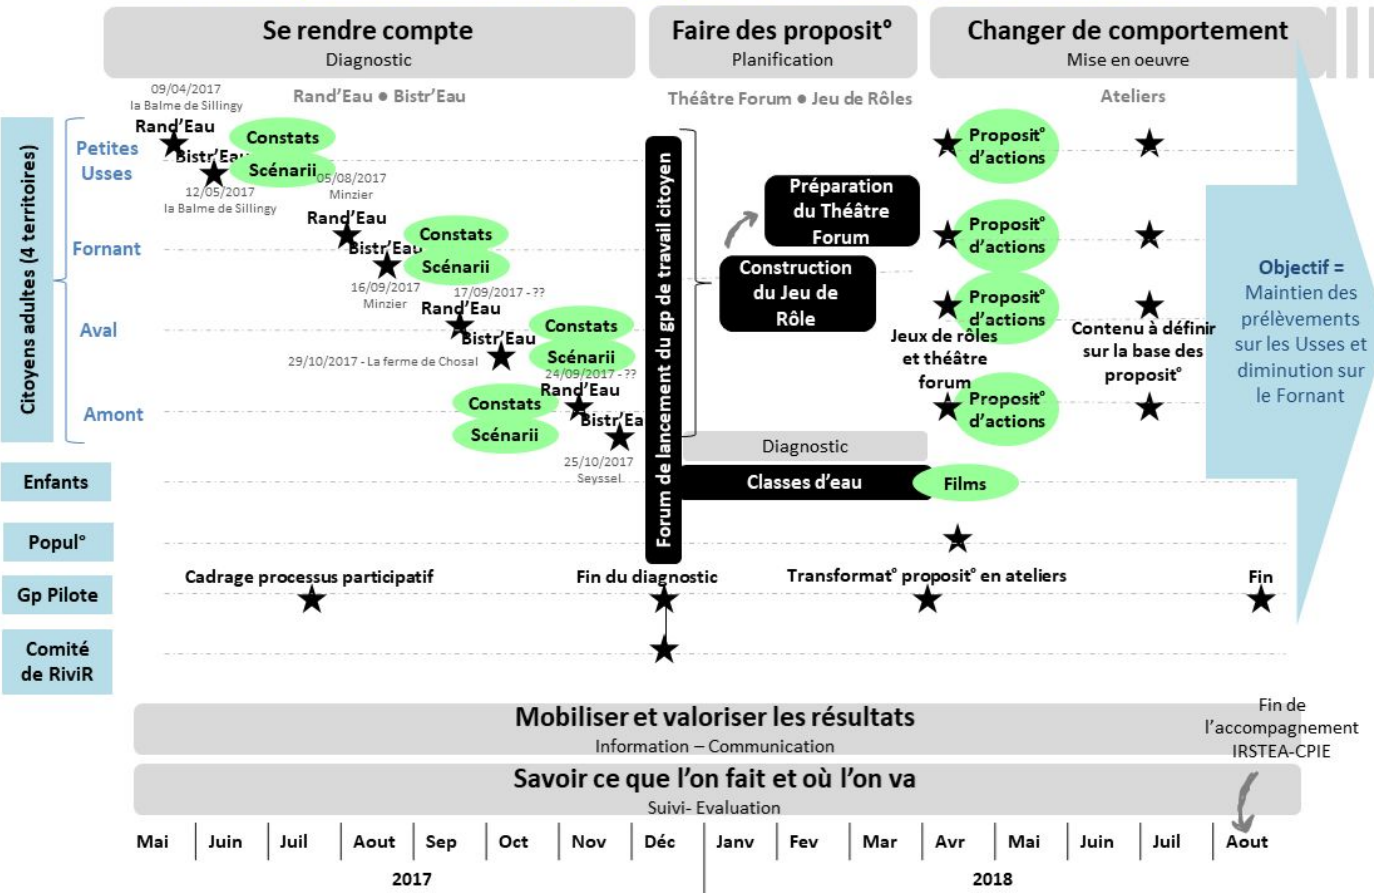 Se rendre compte
Diagnostic
Faire des proposit°
Planification
Changer de comportement
Mise en oeuvre
09/04/2017
la Balme de Sillingy
Rand'Eau ● Bistr'Eau
Théâtre Forum ● Jeu de Rôles
Ateliers
Citoyens adultes (4 territoires)
Petites
Usses
Rand'Eau
Bistr'Eau
Constats
Scénarii
12/05/2017
la Balme de Sillingy
05/08/2017
Minzier
Fornant
Rand'Eau
Bistr'Eau
Constats
Scénarii
16/09/2017
Minzier
17/09/2017 - ??
Aval
Rand'Eau
Bistr'Eau
Constats
Scénarii
29/10/2017 - La ferme de Chosal
24/09/2017 - ??
Amont
Constats
Scénarii
Rand'Eau
Bistr'Ea
25/10/2017
Seyssel
Forum de lancement du gp de travail citoyen
Préparation
du Théâtre
Forum
Construction
du Jeu de
Rôle
Proposit°
d'actions
Proposit°
d'actions
Proposit°
d'actions
Jeux de rôles
et théâtre
forum
Proposit°
d'actions
Contenu à définir
sur la base des
proposit°
Objectif =
Maintien des
prélèvements
sur les Usses et
diminution sur
le Fornant
Diagnostic
Enfants
Classes d'eau
Films
Popul°
Gp Pilote
Cadrage processus participatif
Fin du diagnostic
Transformat° proposit° en ateliers
Fin
Comité
de RiviR
Mobiliser et valoriser les résultats
Information – Communication
Fin de
l'accompagnement
IRSTEA-CPIE
Savoir ce que l'on fait et où l'on va
Suivi- Evaluation
Mai Juin Juil Aout Sep Oct Nov Déc Janv Fev Mar Avr Mai Juin Juil Aout
2017 2018